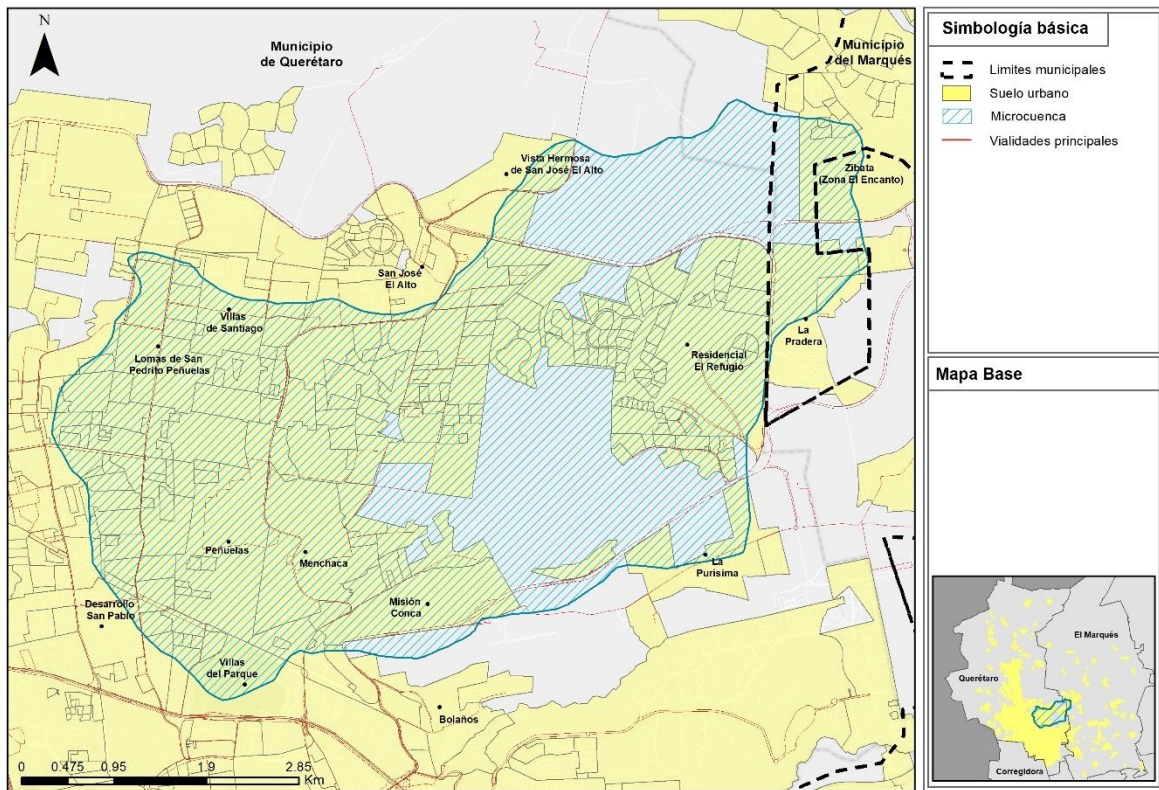 N
Municipio
de Querétaro
Municipio
del Marqués
Vista Hermosa
de San José El Alto
Zibata
(Zona El Encanto)
San José
El Alto
Villas
de Santiago
La
Pradera
Lomas de San
Pedrito Peñuelas
Residencial
El Refugio
Peñuelas
Menchaca
La
Purisima
Misión
Conca
Desarrollo
San Pablo
Villas
del Parque
Bolaños
0 0.475 0.95 1.9 2.85
Km
Simbología básica
Limites municipales
Suelo urbano
Microcuenca
Vialidades principales
Mapa Base
El Marqués
Querétaro
Corregidora